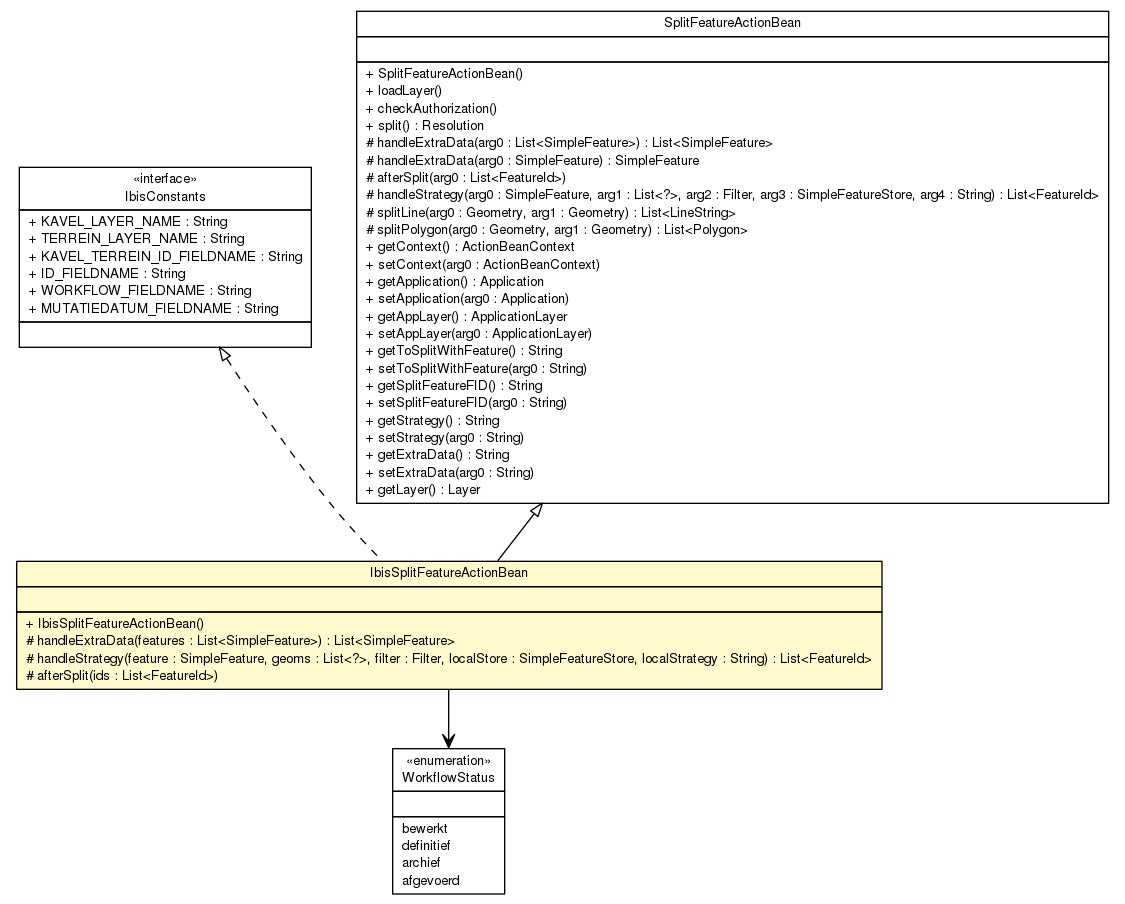 SplitFeatureActionBean
+ SplitFeatureActionBean()
+ loadLayer()
+ checkAuthorization()
+ split() : Resolution
# handleExtraData(arg0 : List<SimpleFeature>) : List<SimpleFeature>
# handleExtraData(arg0 : SimpleFeature) : SimpleFeature
# afterSplit(arg0 : List<FeatureId>)
# handleStrategy(arg0 : SimpleFeature, arg1 : List<?>, arg2 : Filter, arg3 : SimpleFeatureStore, arg4 : String) : List<FeatureId>
# splitLine(arg0 : Geometry, arg1 : Geometry) : List<LineString>
# splitPolygon(arg0 : Geometry, arg1 : Geometry) : List<Polygon>
+ getContext() : ActionBeanContext
+ setContext(arg0 : ActionBeanContext)
+ getApplication() : Application
+ setApplication(arg0 : Application)
+ getAppLayer() : ApplicationLayer
+ setAppLayer(arg0 : ApplicationLayer)
+ getToSplitWithFeature() : String
+ setToSplitWithFeature(arg0 : String)
+ getSplitFeatureFID() : String
+ setSplitFeatureFID(arg0 : String)
+ getStrategy() : String
+ setStrategy(arg0 : String)
+ getExtraData() : String
+ setExtraData(arg0 : String)
+ getLayer() : Layer
«interface»
IbisConstants
+ KAVEL_LAYER_NAME : String
+ TERREIN_LAYER_NAME : String
+ KAVEL_TERREIN_ID_FIELDNAME : String
+ ID_FIELDNAME : String
+ WORKFLOW_FIELDNAME : String
+ MUTATIEDATUM_FIELDNAME : String
IbisSplitFeatureActionBean
+ IbisSplitFeatureActionBean()
# handleExtraData(features : List<SimpleFeature>) : List<SimpleFeature>
# handleStrategy(feature : SimpleFeature, geoms : List<?>, filter : Filter, localStore : SimpleFeatureStore, localStrategy : String) : List<FeatureId>
# afterSplit(ids : List<FeatureId>)
«enumeration»
WorkflowStatus
bewerkt
definitief
archief
afgevoerd